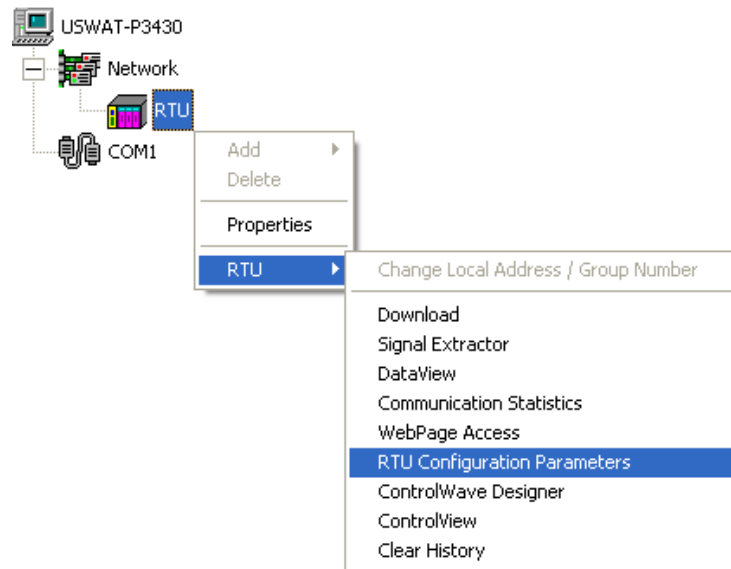 USWAT-P3430
Network
RTU
COM1
Add
Delete
Properties
RTU
Change Local Address / Group Number
Download
Signal Extractor
DataView
Communication Statistics
WebPage Access
RTU Configuration Parameters
ControlWave Designer
ControlView
Clear History